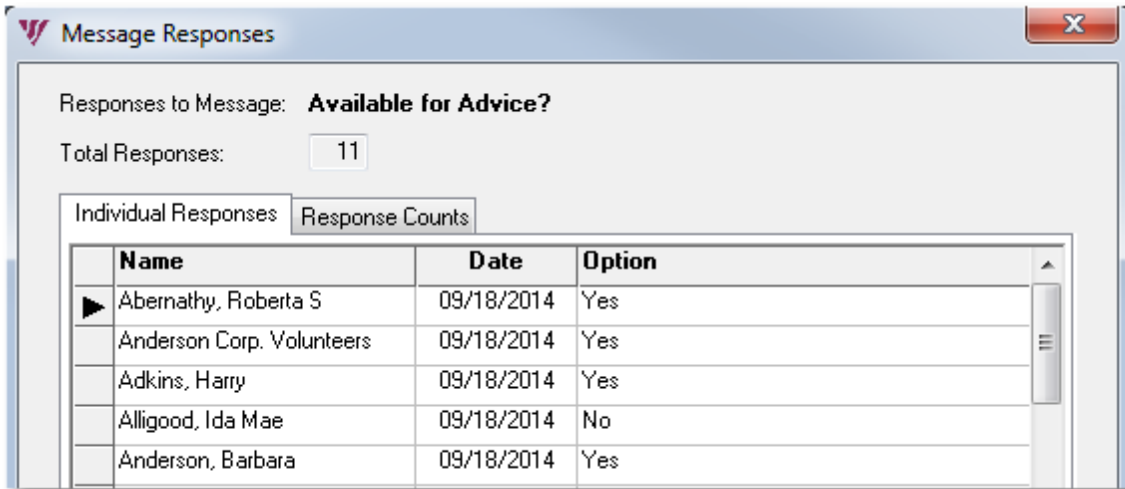 Message Responses
Responses to Message: Available for Advice?
Total Responses: 11
Individual Responses Response Counts
Name Date Option
Abernathy, Roberta S 09/18/2014 Yes
Anderson Corp. Volunteers 09/18/2014 Yes
Adkins, Harry 09/18/2014 Yes
Alligood, Ida Mae 09/18/2014 No
Anderson, Barbara 09/18/2014 Yes